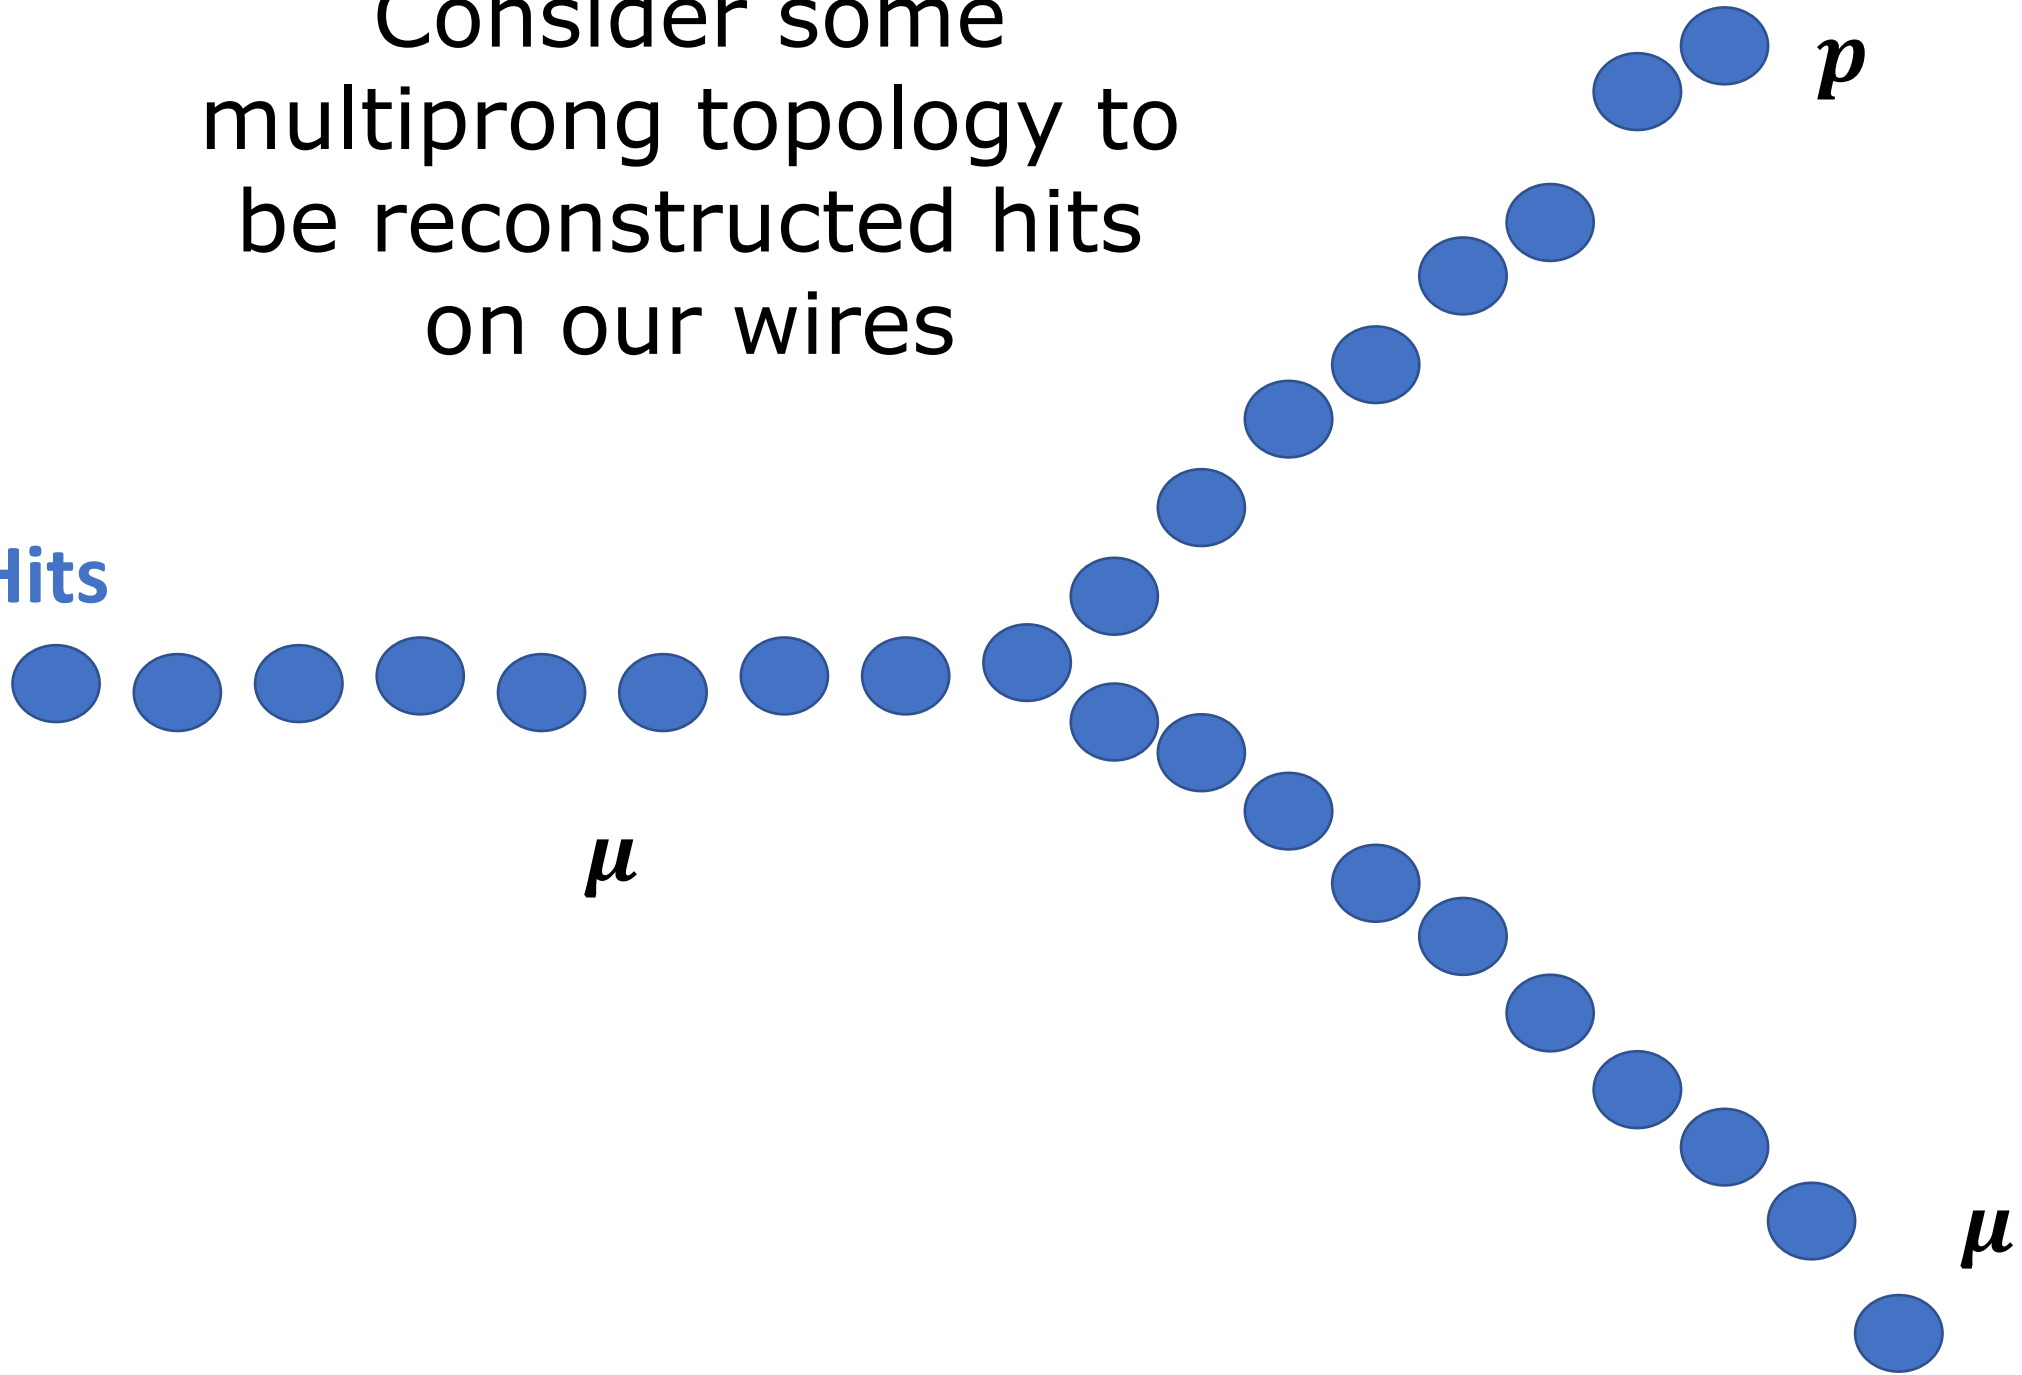 Consider some
multiprong topology to
be reconstructed hits
on our wires
p
Hits
μ
μ